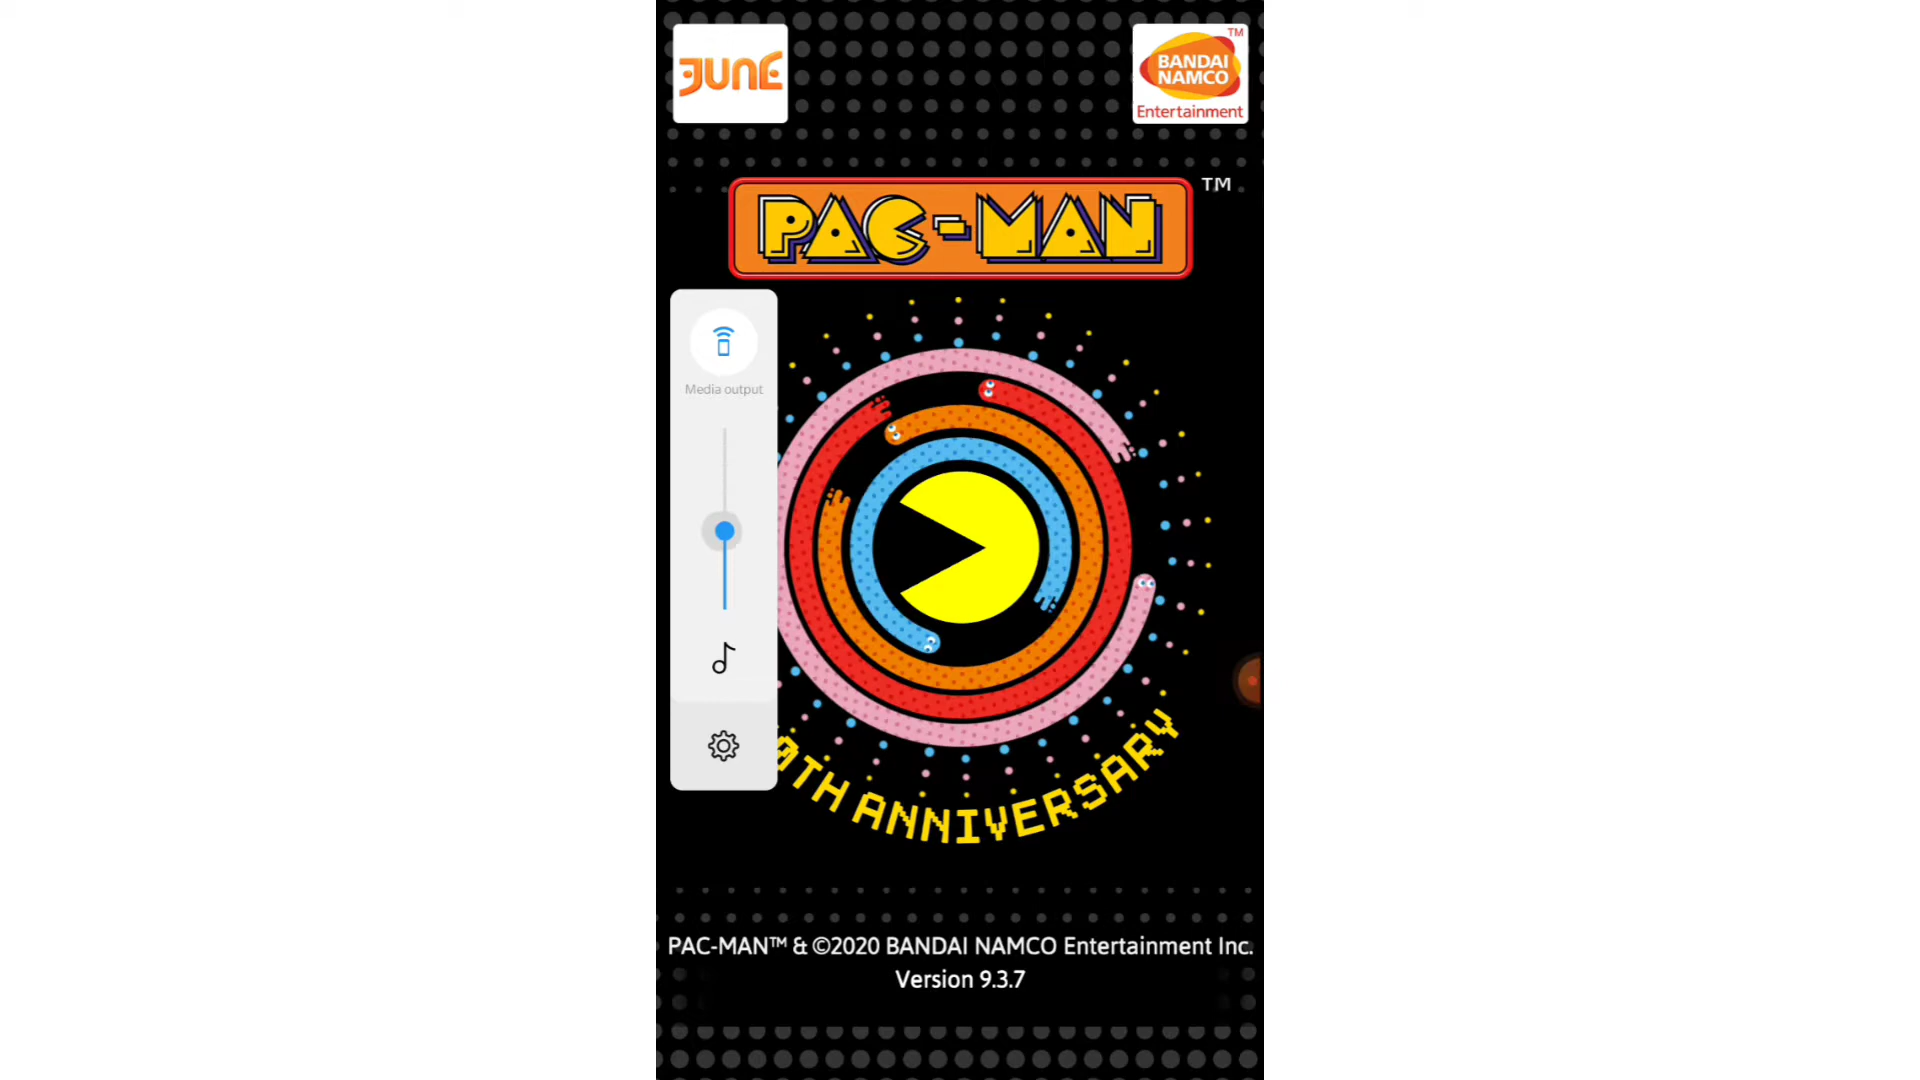 JUNE
TM
BANDAI
NAMCO
Entertainment
PAC-MAN
TM
Media output
TH ANNIVERSARY
PAC-MAN™ & ©2020 BANDAI NAMCO Entertainment Inc.
Version 9.3.7